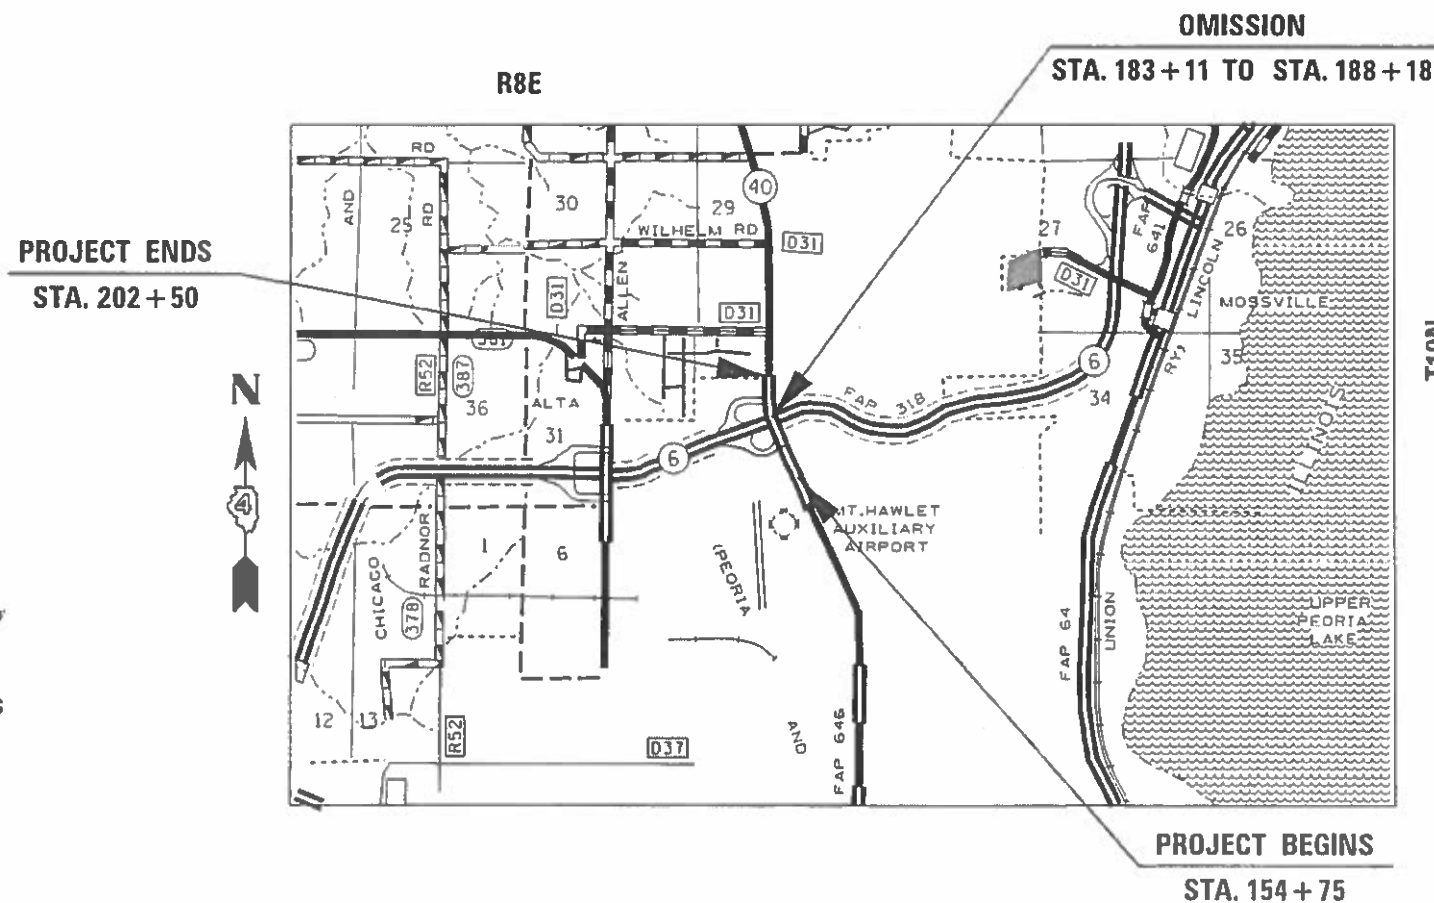 OMISSION
STA. 183+11 TO STA. 188+18
R8E
RD
40
30
29
AND
25
RD
WILHELM RD
D31
27
FAP
641
26
PROJECT ENDS
STA. 202+50
D31
ALLEN
D31
D31
LINCOLN
MOSSVILLE
T10N
R52
387
6
35
RY.
N
36
ALTA
FAP 318
34
31
6
ILLINOIS
4
MT.HAWLET
AUXILIARY
AIRPORT
RADNOR
1
6
(PEORIA
CHICAGO
378
UNION
UPPER
PEORIA
LAKE
FAP 64
12
13
R52
D37
AND
FAP 646
PROJECT BEGINS
STA. 154+75